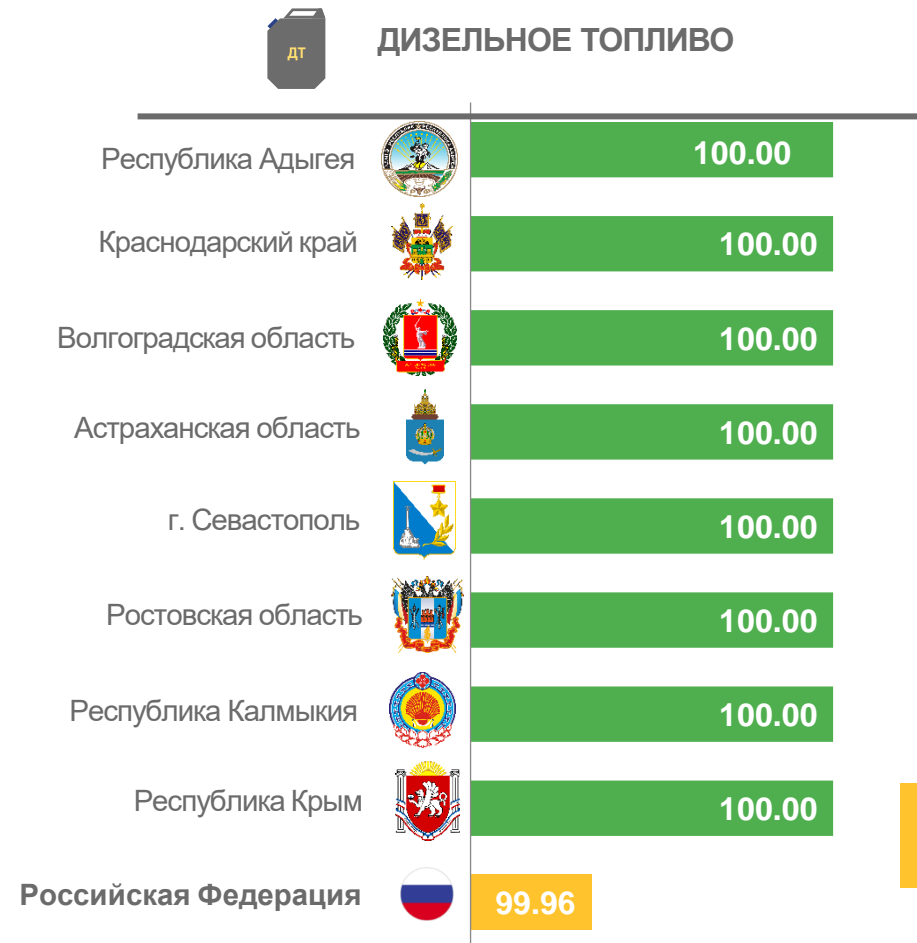 ДТ
ДИЗЕЛЬНОЕ ТОПЛИВО
Республика Адыгея 100.00
Краснодарский край 100.00
Волгоградская область 100.00
Астраханская область 100.00
г. Севастополь 100.00
Ростовская область 100.00
Республика Калмыкия 100.00
Республика Крым 100.00
Российская Федерация 99.96